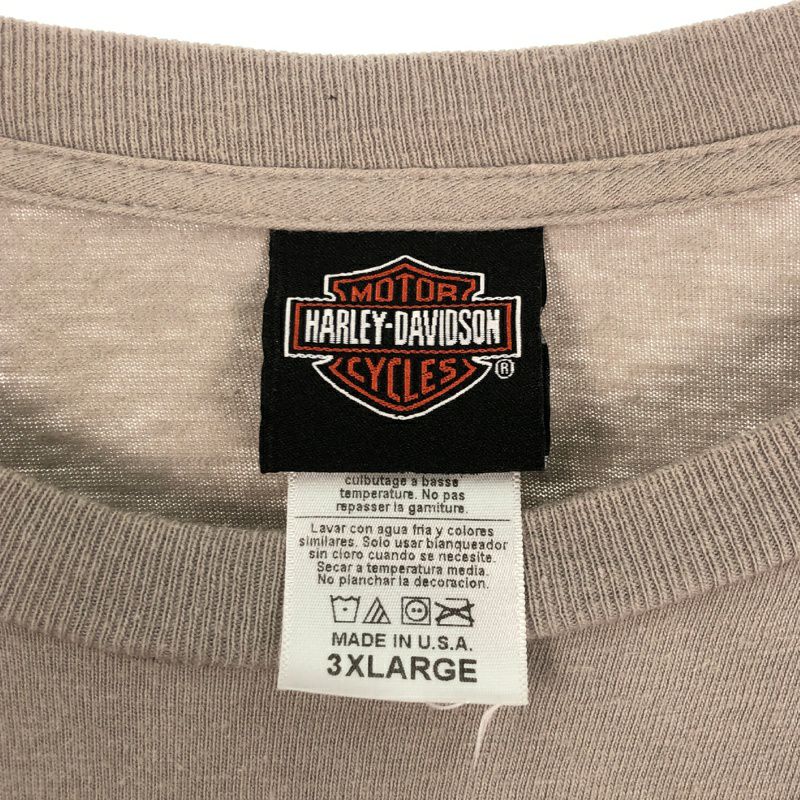 MOTOR
HARLEY-DAVIDSON
CYCLES
®
culbutage a basse
temperature. No pas
repasser la garniture.
Lavar con agua fria y colores
similares. Solo usar blanqueador
sin cloro cuando se necesite.
Secar a temperatura media.
No planchar la decoracion.
MADE IN U.S.A.
3XLARGE